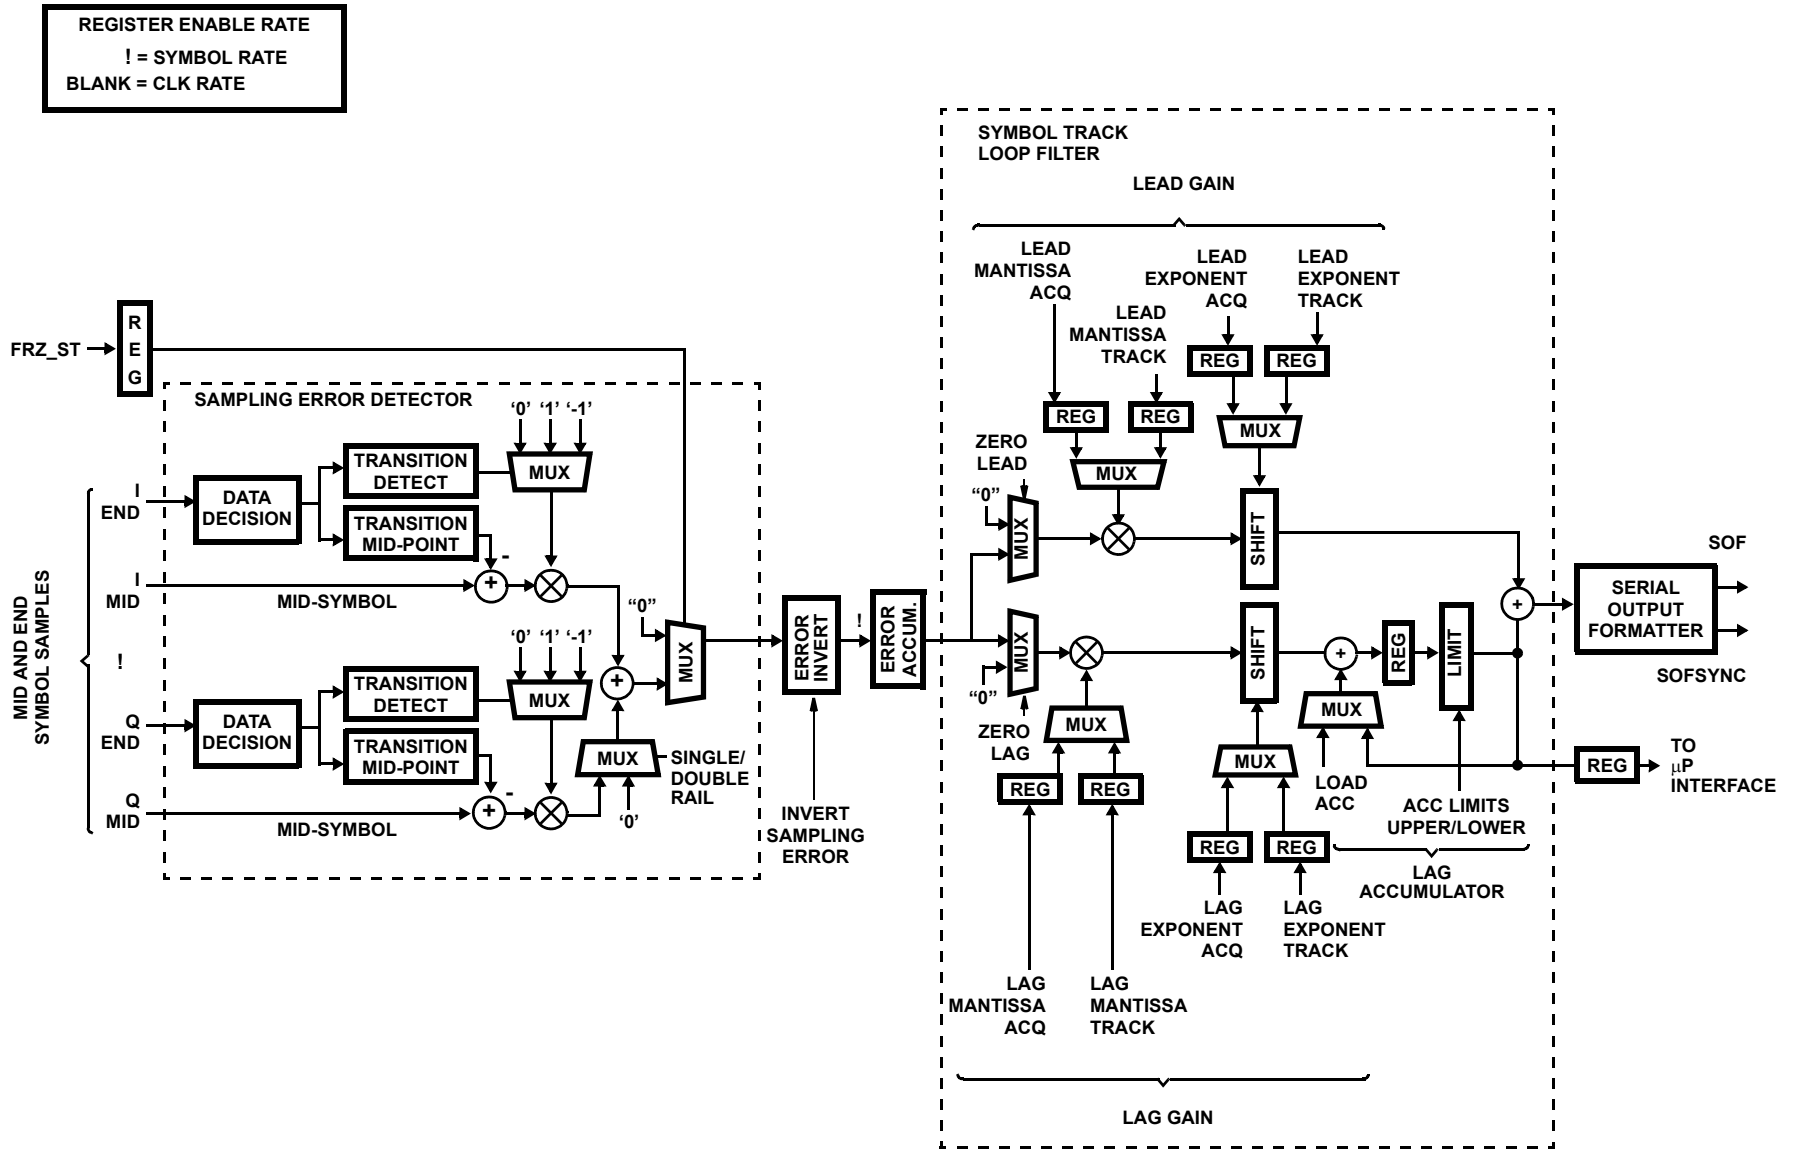 REGISTER ENABLE RATE
! = SYMBOL RATE
BLANK = CLK RATE
SYMBOL TRACK
LOOP FILTER
LEAD GAIN
LEAD
MANTISSA
ACQ
LEAD
MANTISSA
TRACK
LEAD
EXPONENT
ACQ
LEAD
EXPONENT
TRACK
REG
REG
REG
REG
MUX
MUX
FRZ_ST
R
E
G
SAMPLING ERROR DETECTOR
‘0’ ‘1’ ‘-1’
MID AND END
SYMBOL SAMPLES
!
I
END
DATA
DECISION
TRANSITION
DETECT
MUX
TRANSITION
MID-POINT
-
+
I
MID
MID-SYMBOL
‘0’ ‘1’ ‘-1’
Q
END
DATA
DECISION
TRANSITION
DETECT
MUX
TRANSITION
MID-POINT
-
+
Q
MID
MID-SYMBOL
+
MUX
SINGLE/
DOUBLE
RAIL
‘0’
“0”
MUX
ERROR
INVERT
INVERT
SAMPLING
ERROR
!
ERROR
ACCUM.
ZERO
LEAD
“0”
MUX
SHIFT
MUX
“0”
ZERO
LAG
MUX
REG
REG
LAG
MANTISSA
ACQ
LAG
MANTISSA
TRACK
SHIFT
MUX
REG
REG
LAG
EXPONENT
ACQ
LAG
EXPONENT
TRACK
+
REG
LIMIT
MUX
LOAD
ACC
ACC LIMITS
UPPER/LOWER
LAG
ACCUMULATOR
LAG GAIN
+
SERIAL
OUTPUT
FORMATTER
SOF
SOFSYNC
REG
TO
μP
INTERFACE